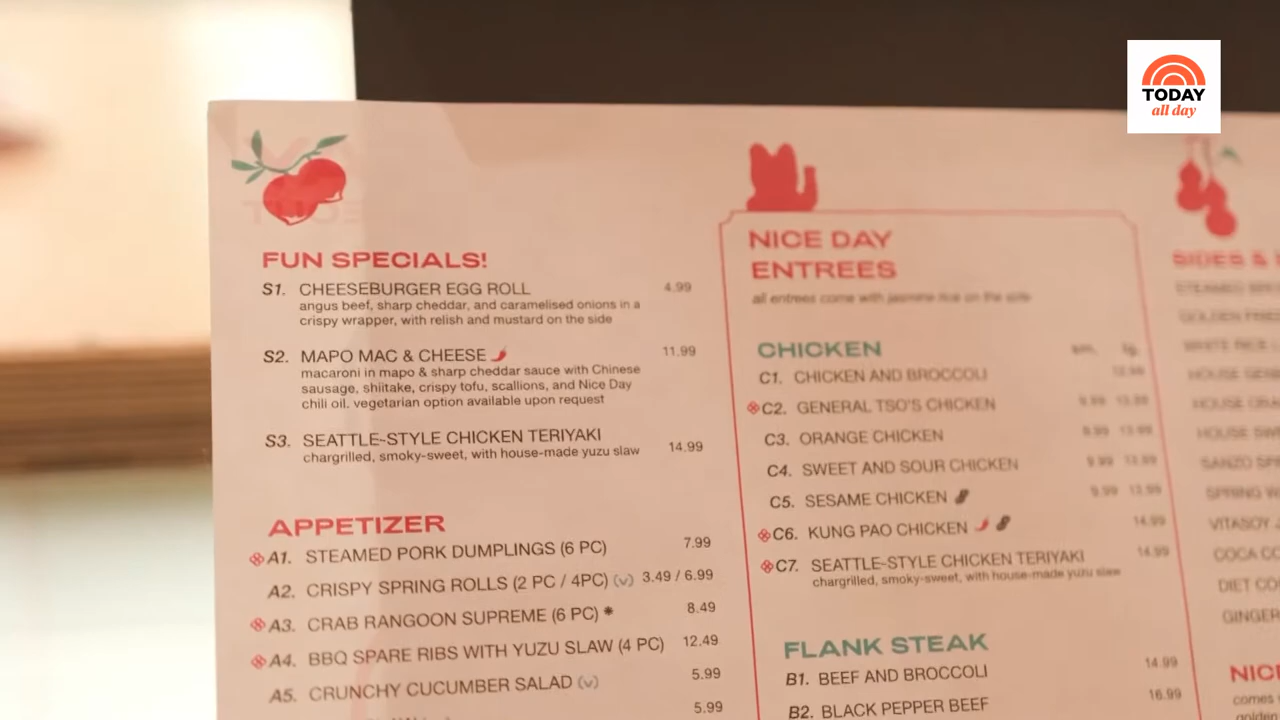 TODAY
all day
FUN SPECIALS!
S1. CHEESEBURGER EGG ROLL 4.99
angus beef, sharp cheddar, and caramelised onions in a
crispy wrapper, with relish and mustard on the side
S2. MAPO MAC & CHEESE 11.99
macaroni in mapo & sharp cheddar sauce with Chinese
sausage, shiitake, crispy tofu, scallions, and Nice Day
chili oil. vegetarian option available upon request
S3. SEATTLE-STYLE CHICKEN TERIYAKI 14.99
chargrilled, smoky-sweet, with house-made yuzu slaw
APPETIZER
A1. STEAMED PORK DUMPLINGS (6 PC) 7.99
A2. CRISPY SPRING ROLLS (2 PC / 4PC) (v) 3.49 / 6.99
A3. CRAB RANGOON SUPREME (6 PC) * 8.49
A4. BBQ SPARE RIBS WITH YUZU SLAW (4 PC) 12.49
A5. CRUNCHY CUCUMBER SALAD (v) 5.99
5.99
NICE DAY
ENTREES
all entrees come with jasmine rice on the side
CHICKEN sm. lg.
C1. CHICKEN AND BROCCOLI
C2. GENERAL TSO'S CHICKEN 9.99 13.99
C3. ORANGE CHICKEN 9.99 13.99
C4. SWEET AND SOUR CHICKEN 9.99 13.99
C5. SESAME CHICKEN 9.99 13.99
C6. KUNG PAO CHICKEN 14.99
C7. SEATTLE-STYLE CHICKEN TERIYAKI 14.99
chargrilled, smoky-sweet, with house-made yuzu slaw
FLANK STEAK
B1. BEEF AND BROCCOLI 14.99
B2. BLACK PEPPER BEEF 16.99
SIDES &
GOLDEN
WHITE RICE
HOUSE
HOUSE
HOUSE
SANZO
SPRING
VITASOY
COCA
DIET
GINGER
comes
golden